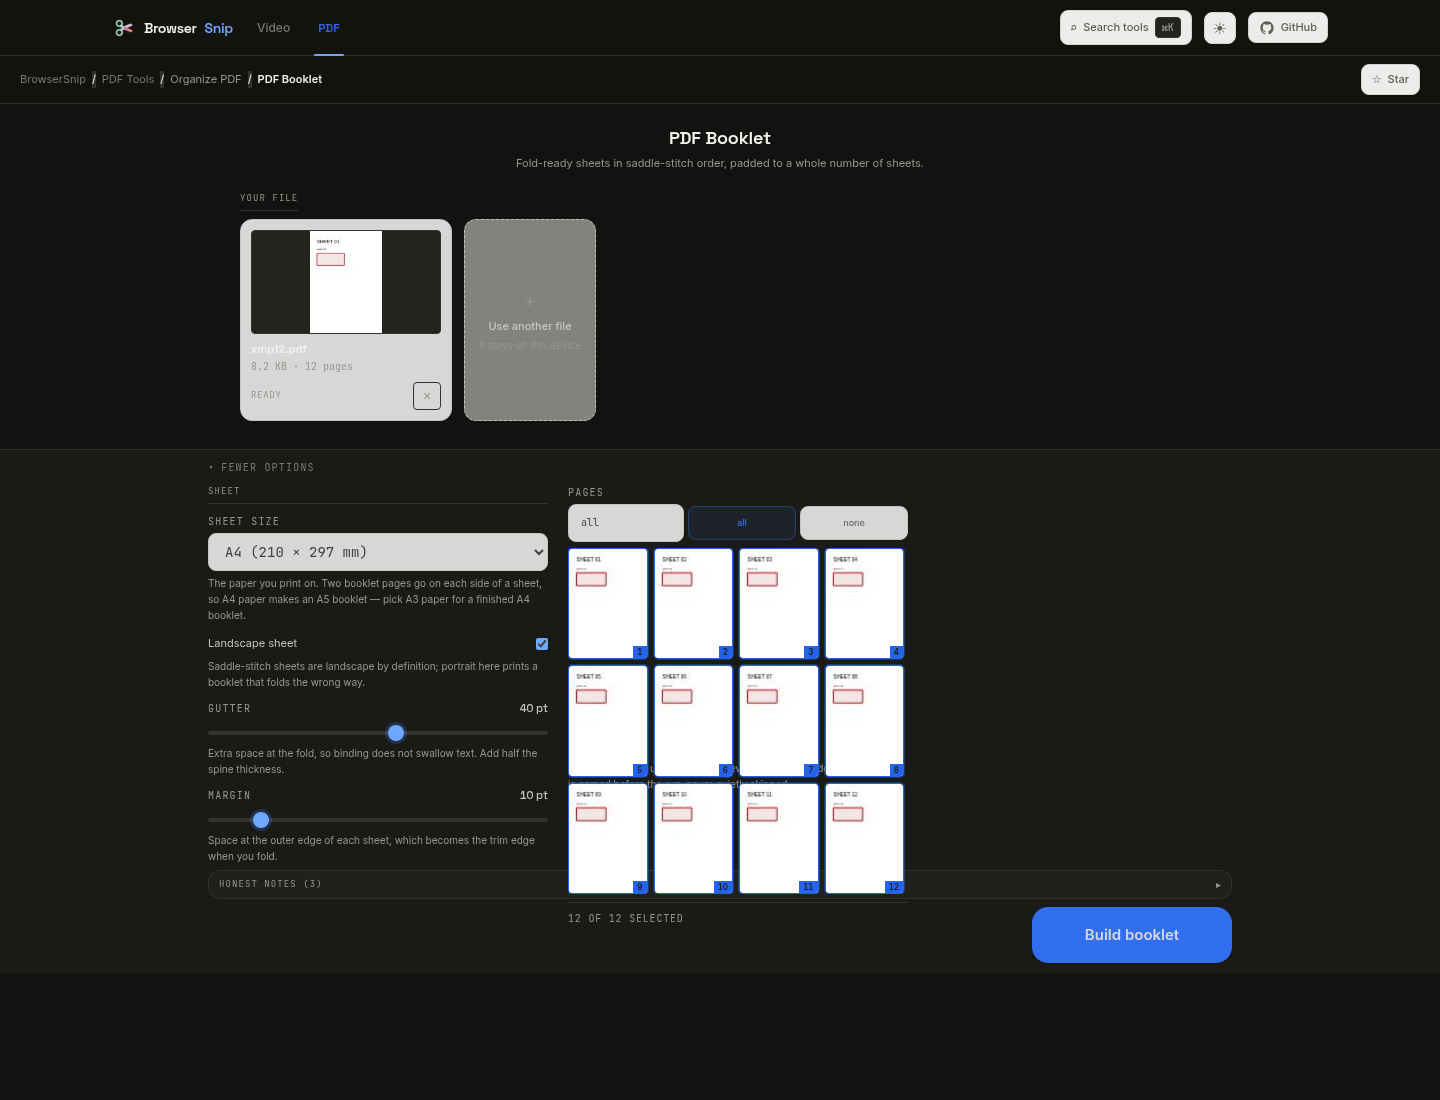 Browser Snip
Video
PDF
Search tools
⌘K
GitHub
BrowserSnip / PDF Tools / Organize PDF / PDF Booklet
☆ Star
PDF Booklet
Fold-ready sheets in saddle-stitch order, padded to a whole number of sheets.
YOUR FILE
SHEET 01
xmp12.pdf
8.2 KB · 12 pages
READY
×
+
Use another file
It stays on this device
FEWER OPTIONS
SHEET
SHEET SIZE
A4 (210 × 297 mm)
The paper you print on. Two booklet pages go on each side of a sheet,
so A4 paper makes an A5 booklet — pick A3 paper for a finished A4
booklet.
Landscape sheet
Saddle-stitch sheets are landscape by definition; portrait here prints a
booklet that folds the wrong way.
GUTTER
40 pt
Extra space at the fold, so binding does not swallow text. Add half the
spine thickness.
MARGIN
10 pt
Space at the outer edge of each sheet, which becomes the trim edge
when you fold.
PAGES
all
all
none
SHEET 01
1
SHEET 02
2
SHEET 03
3
SHEET 04
4
SHEET 05
5
SHEET 06
6
SHEET 07
7
SHEET 08
8
SHEET 09
9
SHEET 10
10
SHEET 11
11
SHEET 12
12
HONEST NOTES (3)
12 OF 12 SELECTED
Build booklet